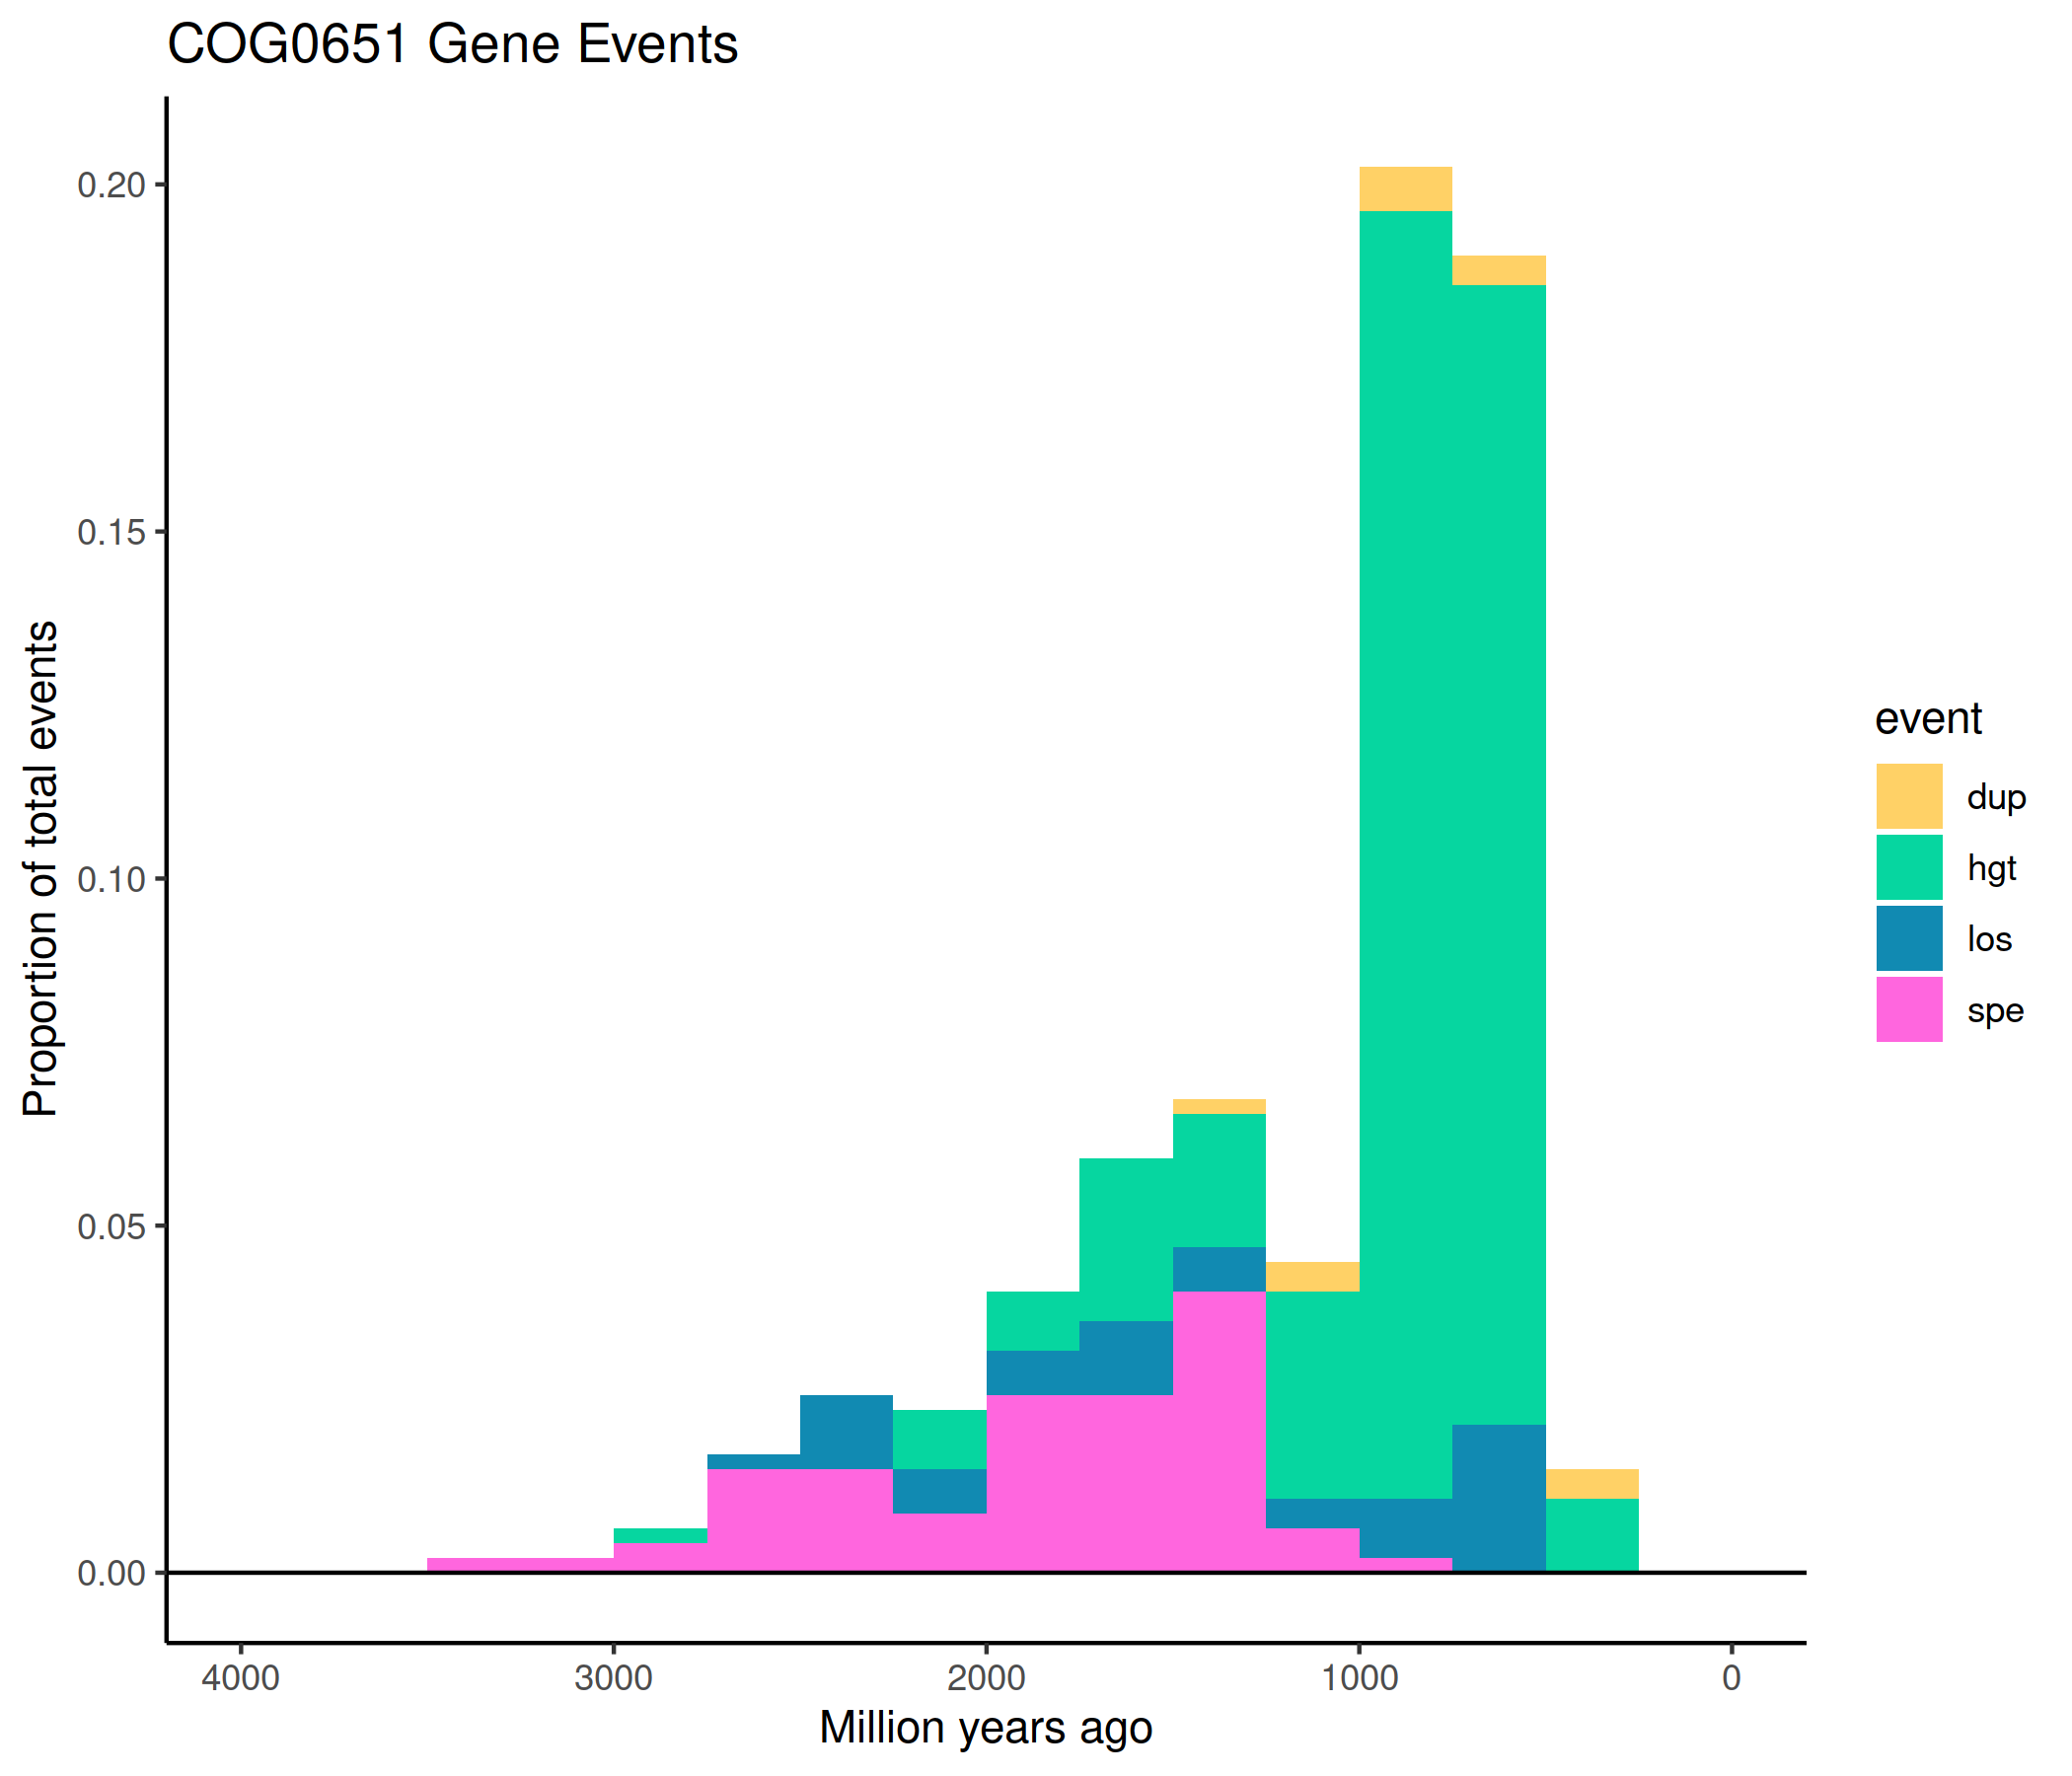 COG0651 Gene Events
Proportion of total events
0.20
0.15
0.10
0.05
0.00
4000 3000 2000 1000 0
Million years ago
event
dup
hgt
los
spe